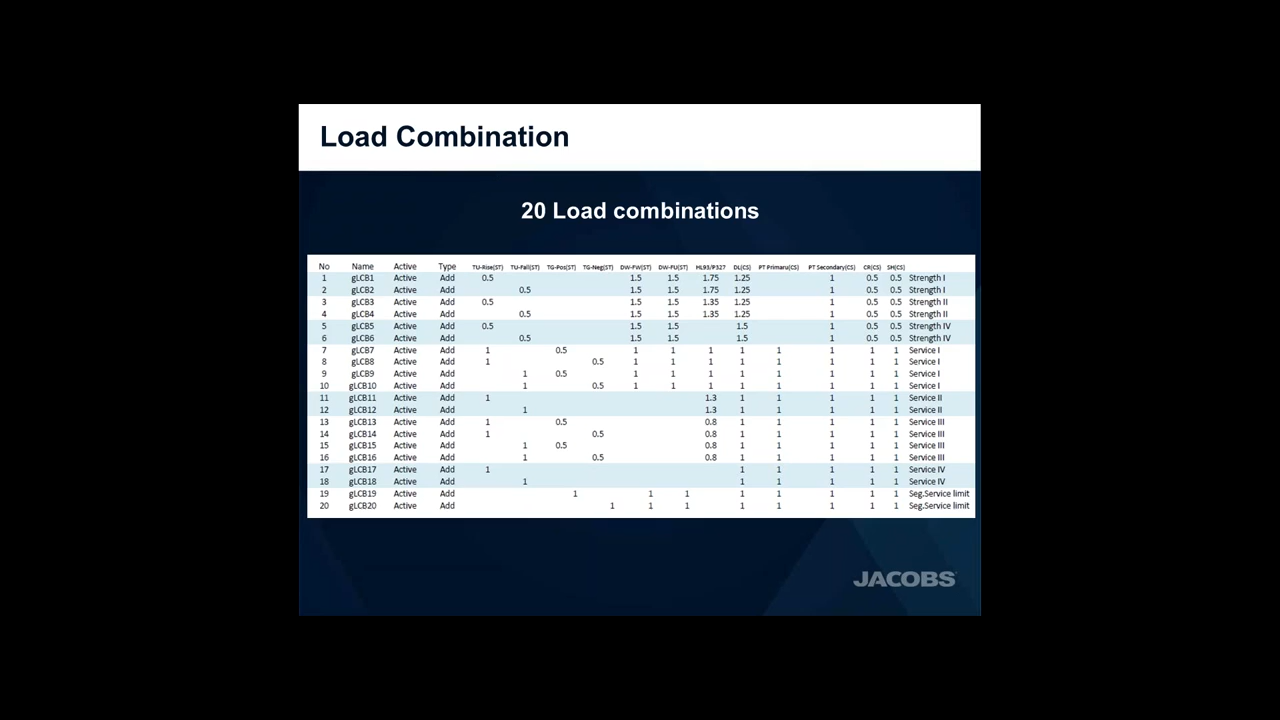 Load Combination
20 Load combinations
No Name Active Type TU-Rise(ST) TU-Fall(ST) TG-Pos(ST) TG-Neg(ST) DW-FW(ST) DW-FU(ST) HL93/P327 DL(CS) PT Primaru(CS) PT Secondary(CS) CR(CS) SH(CS)
1 gLCB1 Active Add 0.5 1.5 1.5 1.75 1.25 1 0.5 0.5 Strength I
2 gLCB2 Active Add 0.5 1.5 1.5 1.75 1.25 1 0.5 0.5 Strength I
3 gLCB3 Active Add 0.5 1.5 1.5 1.35 1.25 1 0.5 0.5 Strength II
4 gLCB4 Active Add 0.5 1.5 1.5 1.35 1.25 1 0.5 0.5 Strength II
5 gLCB5 Active Add 0.5 1.5 1.5 1.5 1 0.5 0.5 Strength IV
6 gLCB6 Active Add 0.5 1.5 1.5 1.5 1 0.5 0.5 Strength IV
7 gLCB7 Active Add 1 0.5 1 1 1 1 1 1 1 1 Service I
8 gLCB8 Active Add 1 0.5 1 1 1 1 1 1 1 1 Service I
9 gLCB9 Active Add 1 0.5 1 1 1 1 1 1 1 1 Service I
10 gLCB10 Active Add 1 0.5 1 1 1 1 1 1 1 1 Service I
11 gLCB11 Active Add 1 1.3 1 1 1 1 1 Service II
12 gLCB12 Active Add 1 1.3 1 1 1 1 1 Service II
13 gLCB13 Active Add 1 0.5 0.8 1 1 1 1 1 Service III
14 gLCB14 Active Add 1 0.5 0.8 1 1 1 1 1 Service III
15 gLCB15 Active Add 1 0.5 0.8 1 1 1 1 1 Service III
16 gLCB16 Active Add 1 0.5 0.8 1 1 1 1 1 Service III
17 gLCB17 Active Add 1 1 1 1 1 1 Service IV
18 gLCB18 Active Add 1 1 1 1 1 1 Service IV
19 gLCB19 Active Add 1 1 1 1 1 1 1 1 Seg.Service limit
20 gLCB20 Active Add 1 1 1 1 1 1 1 1 Seg.Service limit
JACOBS